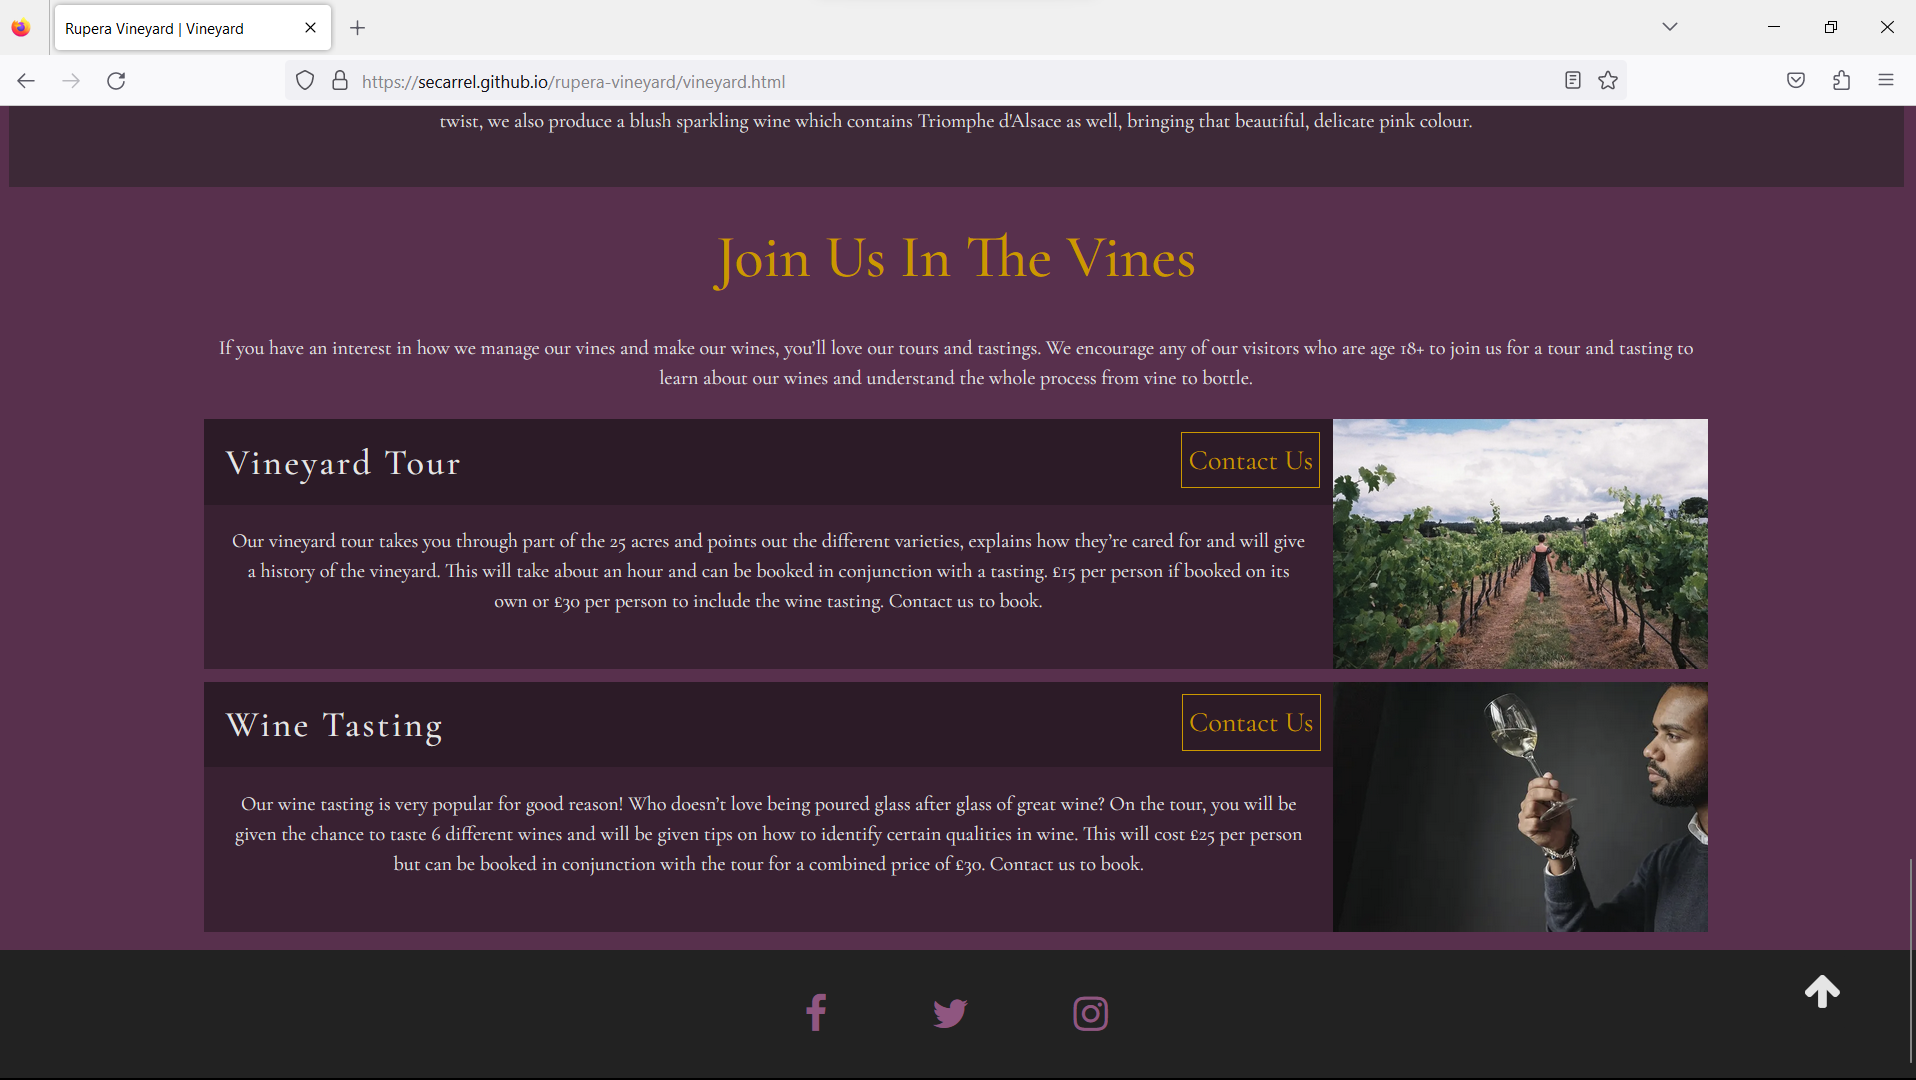 Rupera Vineyard | Vineyard
https://secarrel.github.io/rupera-vineyard/vineyard.html
twist, we also produce a blush sparkling wine which contains Triomphe d'Alsace as well, bringing that beautiful, delicate pink colour.
Join Us In The Vines
If you have an interest in how we manage our vines and make our wines, you’ll love our tours and tastings. We encourage any of our visitors who are age 18+ to join us for a tour and tasting to
learn about our wines and understand the whole process from vine to bottle.
Vineyard Tour
Contact Us
Our vineyard tour takes you through part of the 25 acres and points out the different varieties, explains how they’re cared for and will give
a history of the vineyard. This will take about an hour and can be booked in conjunction with a tasting. £15 per person if booked on its
own or £30 per person to include the wine tasting. Contact us to book.
Wine Tasting
Contact Us
Our wine tasting is very popular for good reason! Who doesn’t love being poured glass after glass of great wine? On the tour, you will be
given the chance to taste 6 different wines and will be given tips on how to identify certain qualities in wine. This will cost £25 per person
but can be booked in conjunction with the tour for a combined price of £30. Contact us to book.